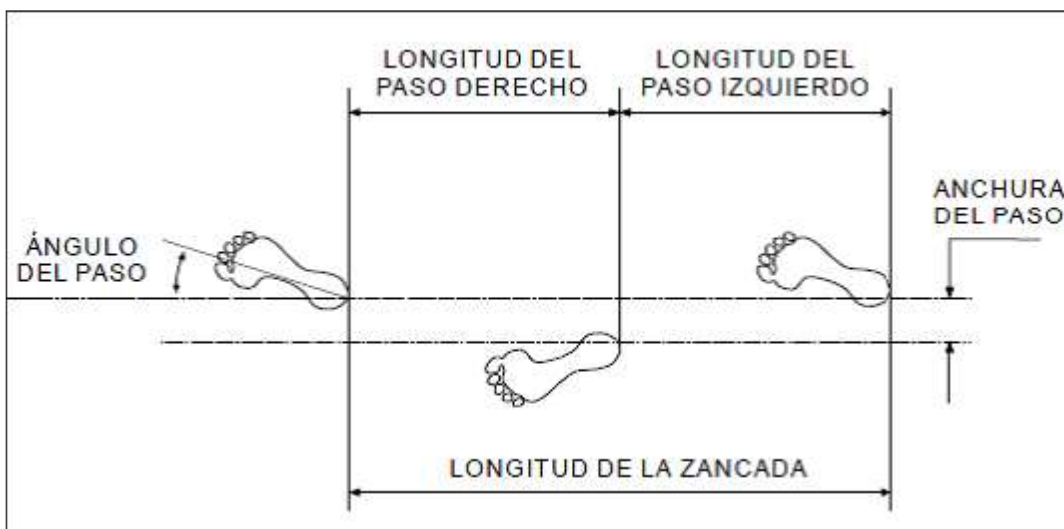 LONGITUD DEL
PASO DERECHO
LONGITUD DEL
PASO IZQUIERDO
ANCHURA
DEL PASO
ÁNGULO
DEL PASO
LONGITUD DE LA ZANCADA